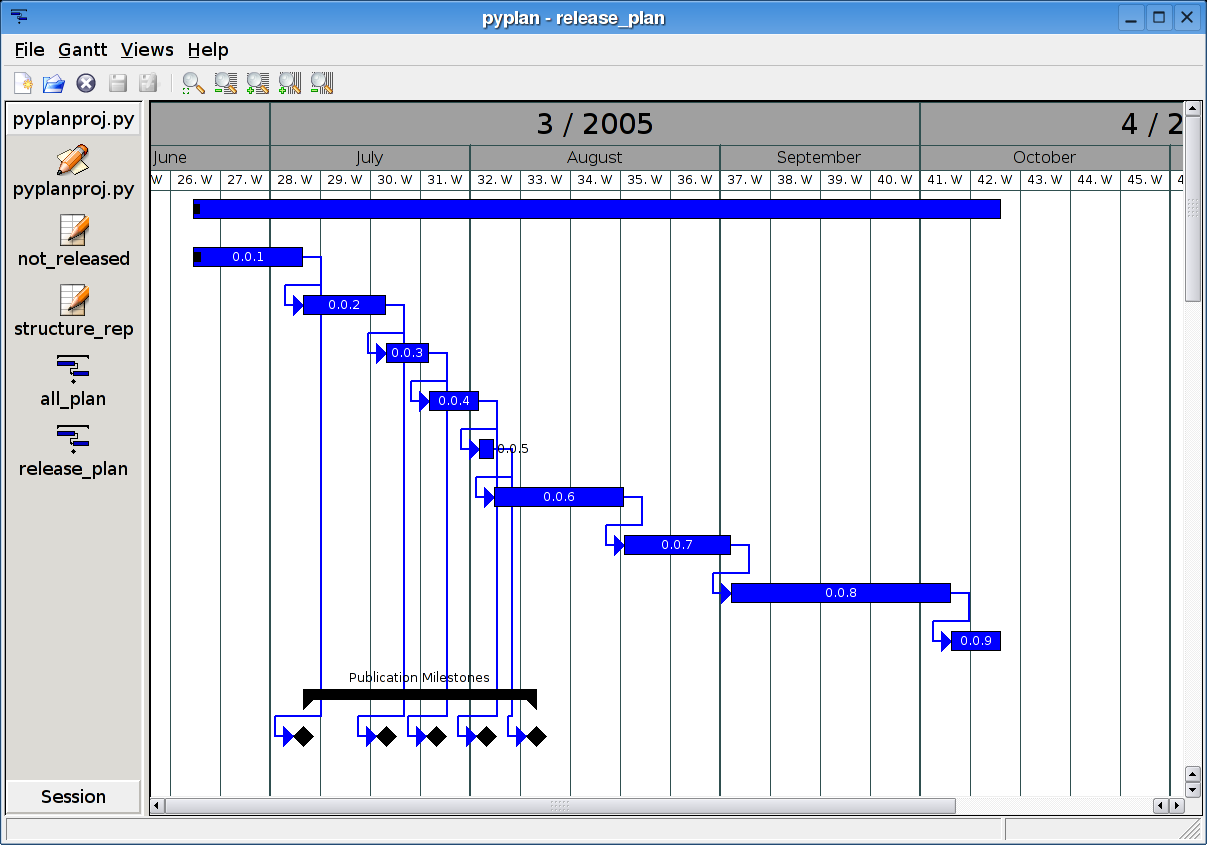 pyplan - release_plan
File Gantt Views Help
pyplanproj.py
pyplanproj.py
not_released
structure_rep
all_plan
release_plan
Session
3 / 2005 4 / 2
June July August September October
W 26. W 27. W 28. W 29. W 30. W 31. W 32. W 33. W 34. W 35. W 36. W 37. W 38. W 39. W 40. W 41. W 42. W 43. W 44. W 45. W 4
0.0.1
0.0.2
0.0.3
0.0.4
0.0.5
0.0.6
0.0.7
0.0.8
0.0.9
Publication Milestones